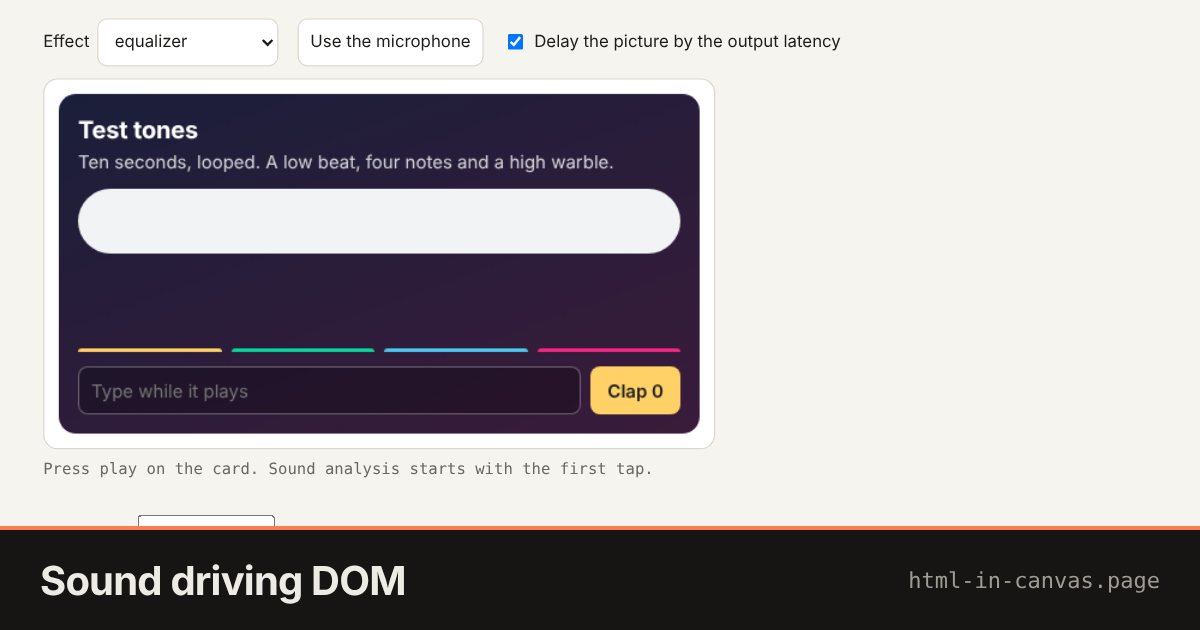 Effect equalizer Use the microphone Delay the picture by the output latency
Test tones
Ten seconds, looped. A low beat, four notes and a high warble.
Type while it plays Clap 0
Press play on the card. Sound analysis starts with the first tap.
Sound driving DOM html-in-canvas.page